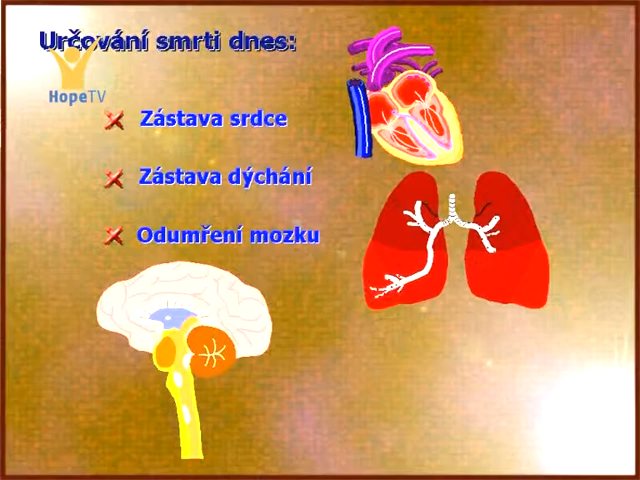 Určování smrti dnes:
HopeTV
Zástava srdce
Zástava dýchání
Odumření mozku